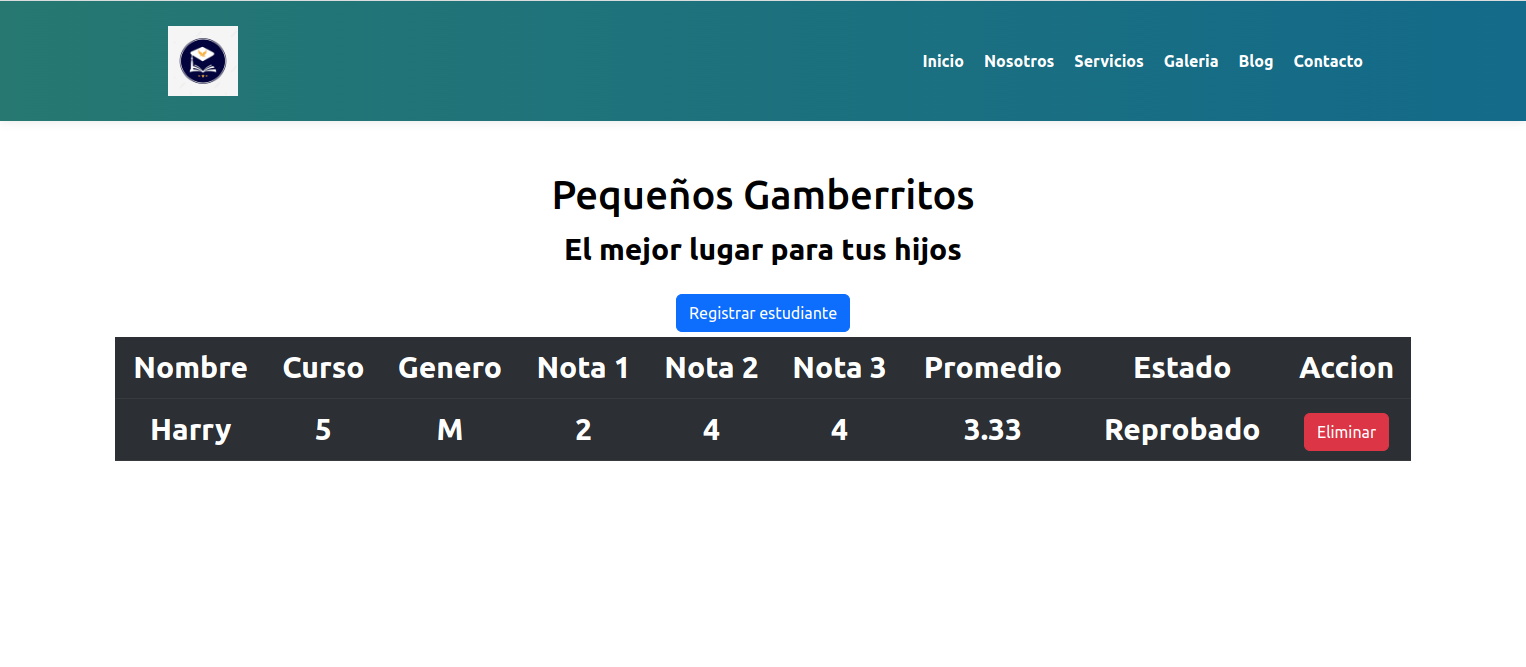 Inicio Nosotros Servicios Galeria Blog Contacto
Pequeños Gamberritos
El mejor lugar para tus hijos
Registrar estudiante
Nombre Curso Genero Nota 1 Nota 2 Nota 3 Promedio Estado Accion
Harry 5 M 2 4 4 3.33 Reprobado Eliminar